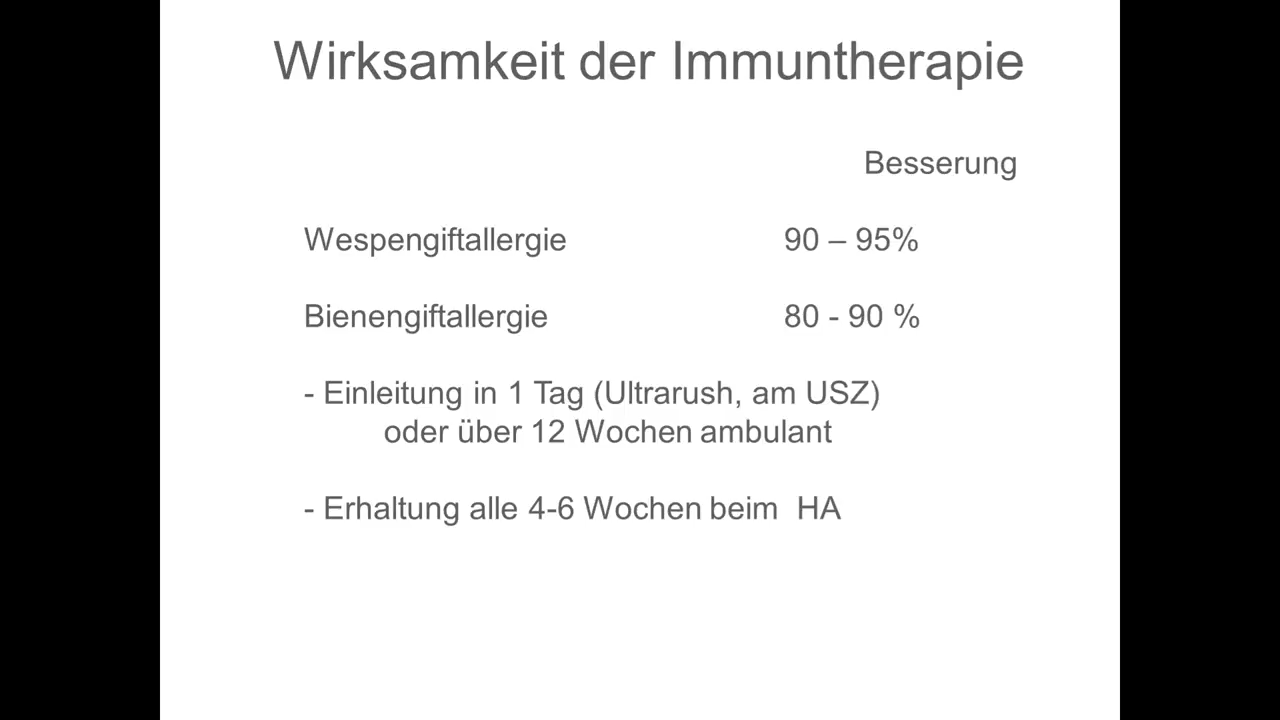 Wirksamkeit der Immuntherapie
Besserung
Wespengiftallergie 90 – 95%
Bienengiftallergie 80 - 90 %
- Einleitung in 1 Tag (Ultrarush, am USZ)
oder über 12 Wochen ambulant
- Erhaltung alle 4-6 Wochen beim HA